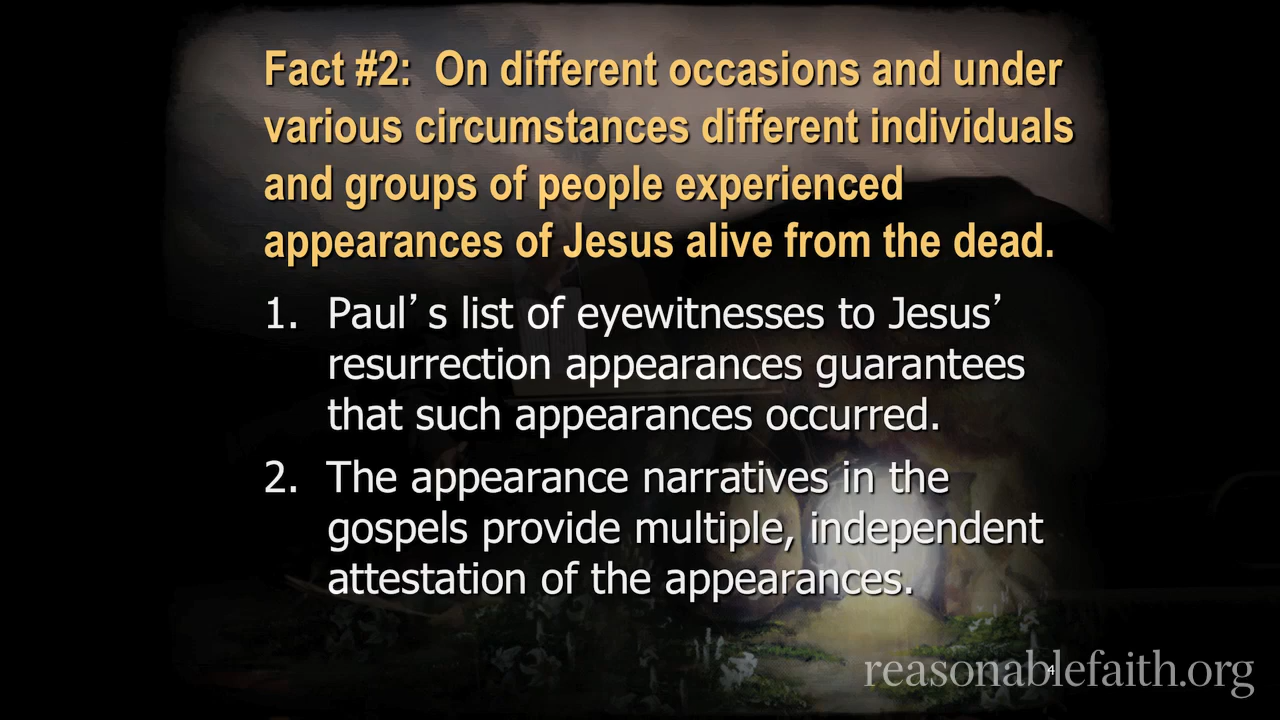 Fact #2:  On different occasions and under
various circumstances different individuals
and groups of people experienced
appearances of Jesus alive from the dead.
1. Paul’s list of eyewitnesses to Jesus’
resurrection appearances guarantees
that such appearances occurred.
2. The appearance narratives in the
gospels provide multiple, independent
attestation of the appearances.
4
reasonablefaith.org